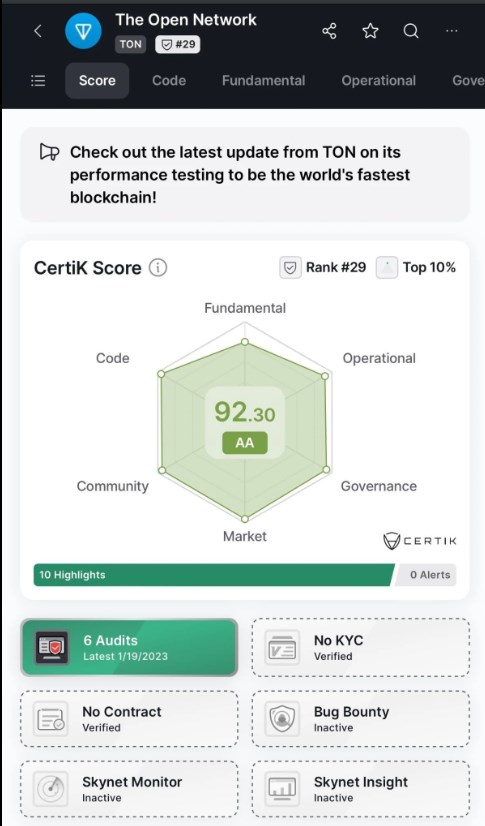 The Open Network
TON #29
Score Code Fundamental Operational Gove
Check out the latest update from TON on its
performance testing to be the world's fastest
blockchain!
CertiK Score Rank #29 Top 10%
Fundamental
Code Operational
92.30
AA
Community Governance
Market
CERTIK
10 Highlights 0 Alerts
6 Audits
Latest 1/19/2023
No KYC
Verified
No Contract
Verified
Bug Bounty
Inactive
Skynet Monitor
Inactive
Skynet Insight
Inactive